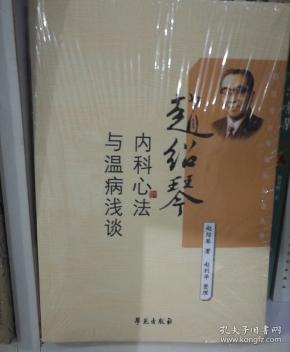 赵绍琴
内科心法
与温病浅谈
赵绍琴 著 赵利华 整理
学苑出版社
孔夫子旧书网